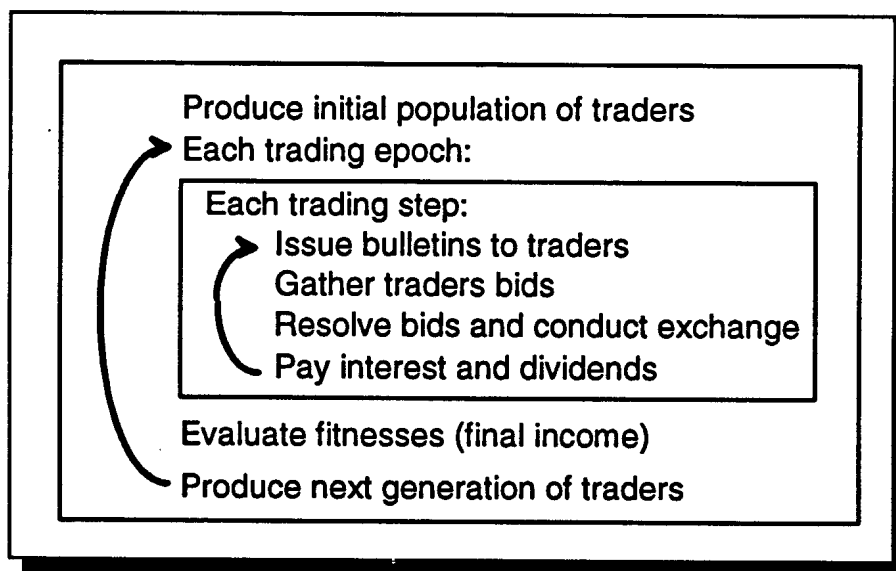 Produce initial population of traders
Each trading epoch:
Each trading step:
Issue bulletins to traders
Gather traders bids
Resolve bids and conduct exchange
Pay interest and dividends
Evaluate fitnesses (final income)
Produce next generation of traders